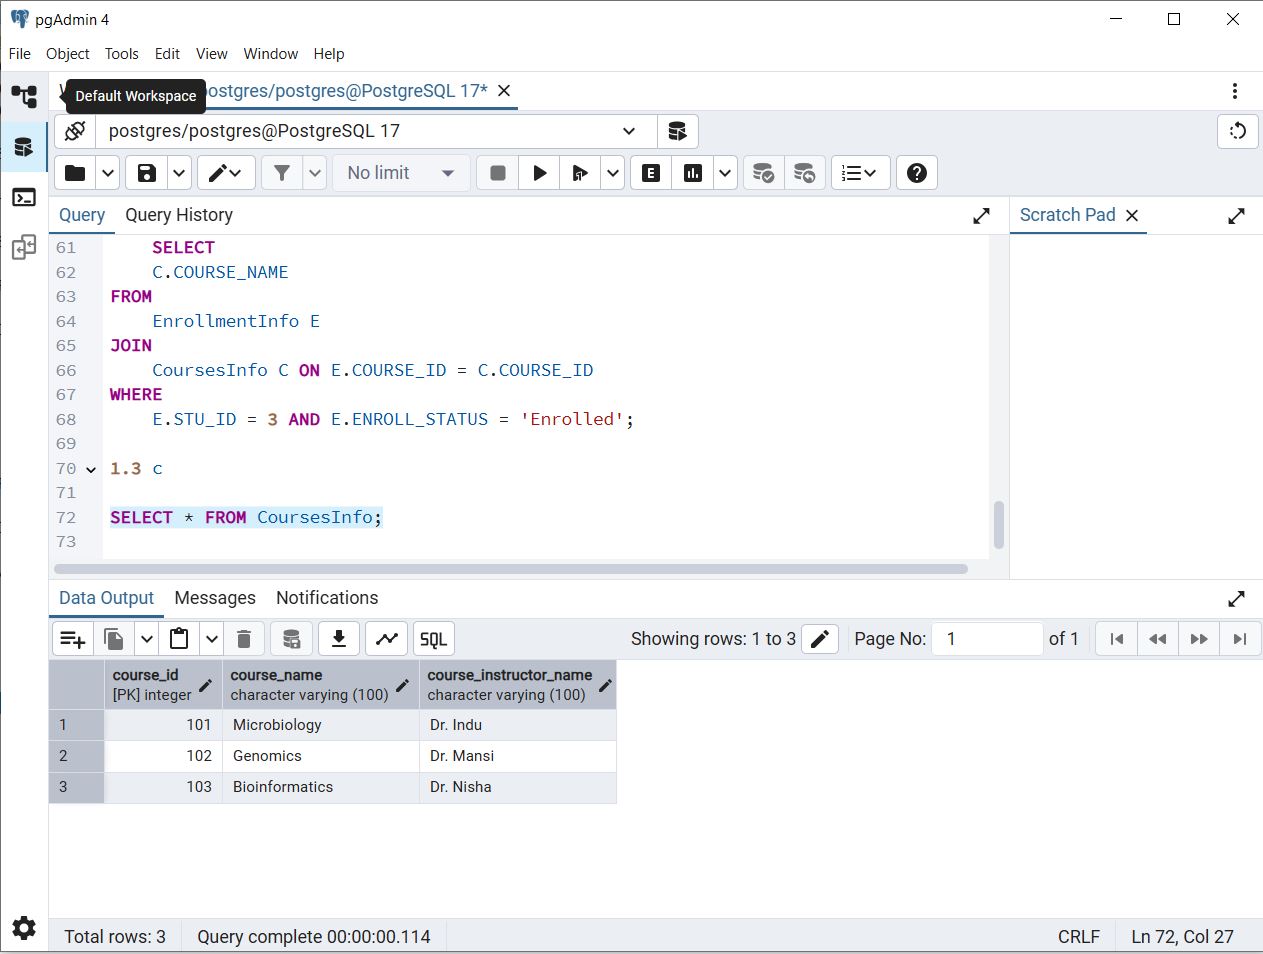 pgAdmin 4
File Object Tools Edit View Window Help
Default Workspace
ostgres/postgres@PostgreSQL 17*
postgres/postgres@PostgreSQL 17
No limit
E
Query Query History
Scratch Pad
61 SELECT
62 C.COURSE_NAME
63 FROM
64 EnrollmentInfo E
65 JOIN
66 CoursesInfo C ON E.COURSE_ID = C.COURSE_ID
67 WHERE
68 E.STU_ID = 3 AND E.ENROLL_STATUS = 'Enrolled';
69
70 1.3 c
71
72 SELECT * FROM CoursesInfo;
73
Data Output Messages Notifications
SQL
Showing rows: 1 to 3
Page No: 1 of 1
course_id course_name course_instructor_name
[PK] integer character varying (100) character varying (100)
1 101 Microbiology Dr. Indu
2 102 Genomics Dr. Mansi
3 103 Bioinformatics Dr. Nisha
Total rows: 3 Query complete 00:00:00.114 CRLF Ln 72, Col 27